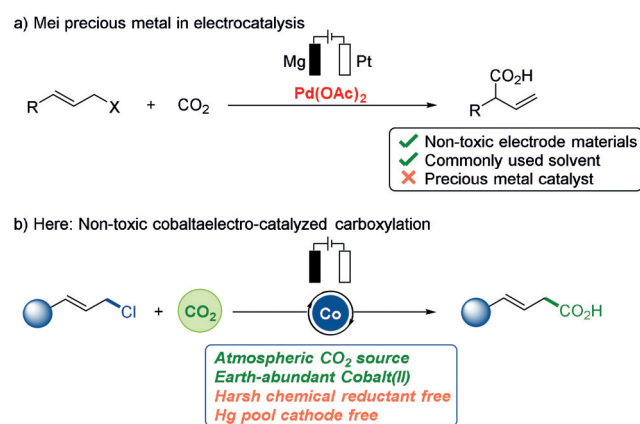 a) Mei precious metal in electrocatalysis
Mg
Pt
R
X
+
CO2
Pd(OAc)2
CO2H
R
Non-toxic electrode materials
Commonly used solvent
Precious metal catalyst
b) Here: Non-toxic cobaltaelectro-catalyzed carboxylation
Cl
+
CO2
Co
CO2H
Atmospheric CO2 source
Earth-abundant Cobalt(II)
Harsh chemical reductant free
Hg pool cathode free